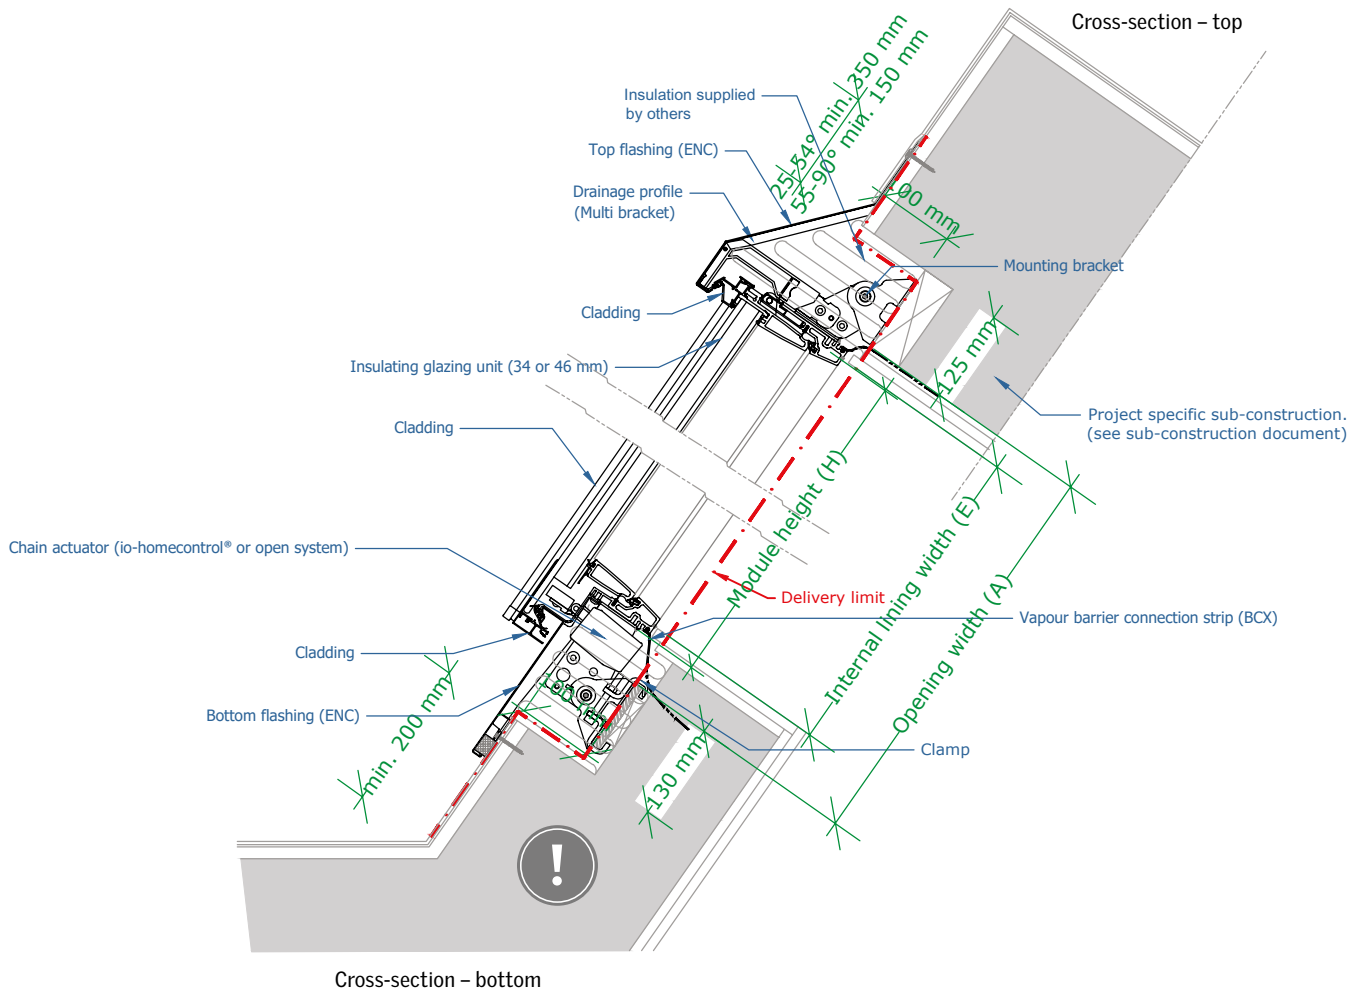 Cross-section – top
25-54° min. 350 mm
55-90° min. 150 mm
Insulation supplied
by others
Top flashing (ENC)
Drainage profile
(Multi bracket)
00 mm
Mounting bracket
Cladding
125 mm
Insulating glazing unit (34 or 46 mm)
Project specific sub-construction.
(see sub-construction document)
Cladding
Module height (H)
Internal lining width (E)
Opening width (A)
Chain actuator (io-homecontrol® or open system)
Delivery limit
Vapour barrier connection strip (BCX)
Cladding
min. 200 mm
Bottom flashing (ENC)
Clamp
130 mm
!
Cross-section – bottom